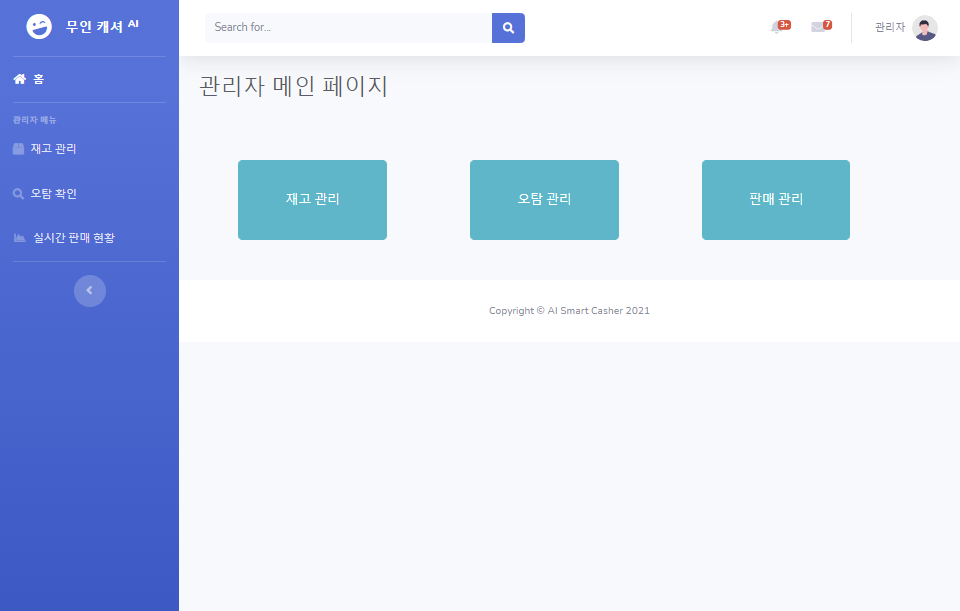 무인 캐셔 AI
Search for...
3+
7
관리자
홈
관리자 메뉴
재고 관리
오탐 확인
실시간 판매 현황
관리자 메인 페이지
재고 관리
오탐 관리
판매 관리
Copyright © AI Smart Casher 2021